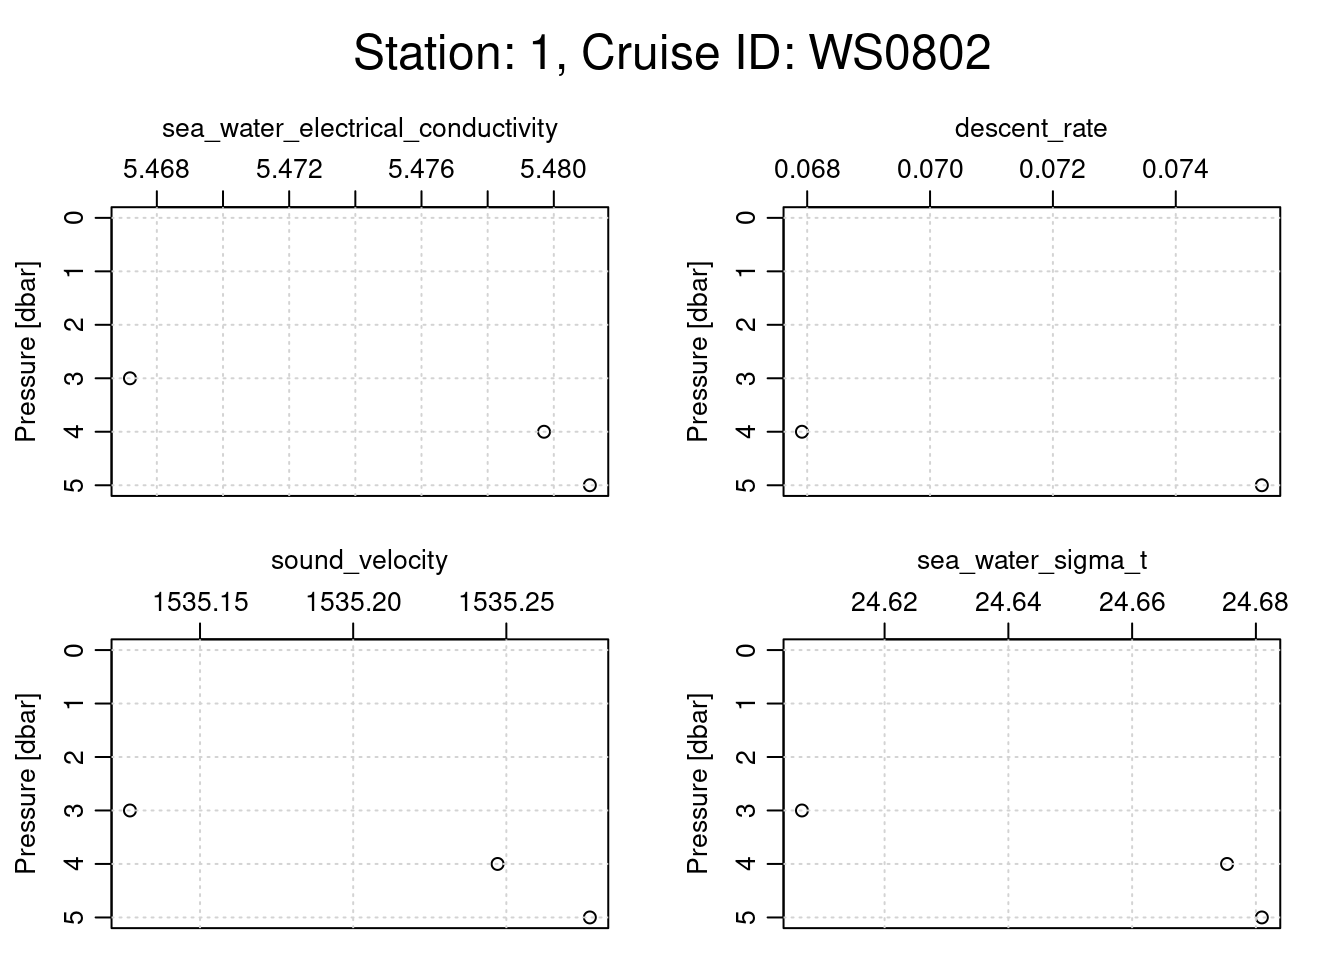 Station: 1, Cruise ID: WS0802
sea_water_electrical_conductivity
5.468 5.472 5.476 5.480
Pressure [dbar]
0
1
2
3
4
5
descent_rate
0.068 0.070 0.072 0.074
Pressure [dbar]
0
1
2
3
4
5
sound_velocity
1535.15 1535.20 1535.25
Pressure [dbar]
0
1
2
3
4
5
sea_water_sigma_t
24.62 24.64 24.66 24.68
Pressure [dbar]
0
1
2
3
4
5